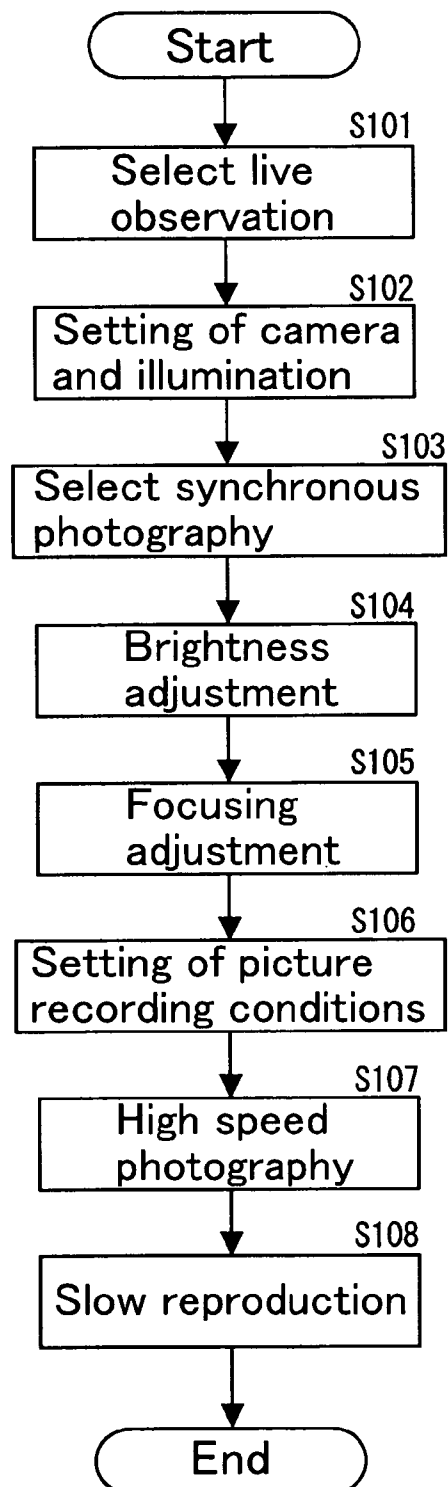 Start
S101
Select live
observation
S102
Setting of camera
and illumination
S103
Select synchronous
photography
S104
Brightness
adjustment
S105
Focusing
adjustment
S106
Setting of picture
recording conditions
S107
High speed
photography
S108
Slow reproduction
End